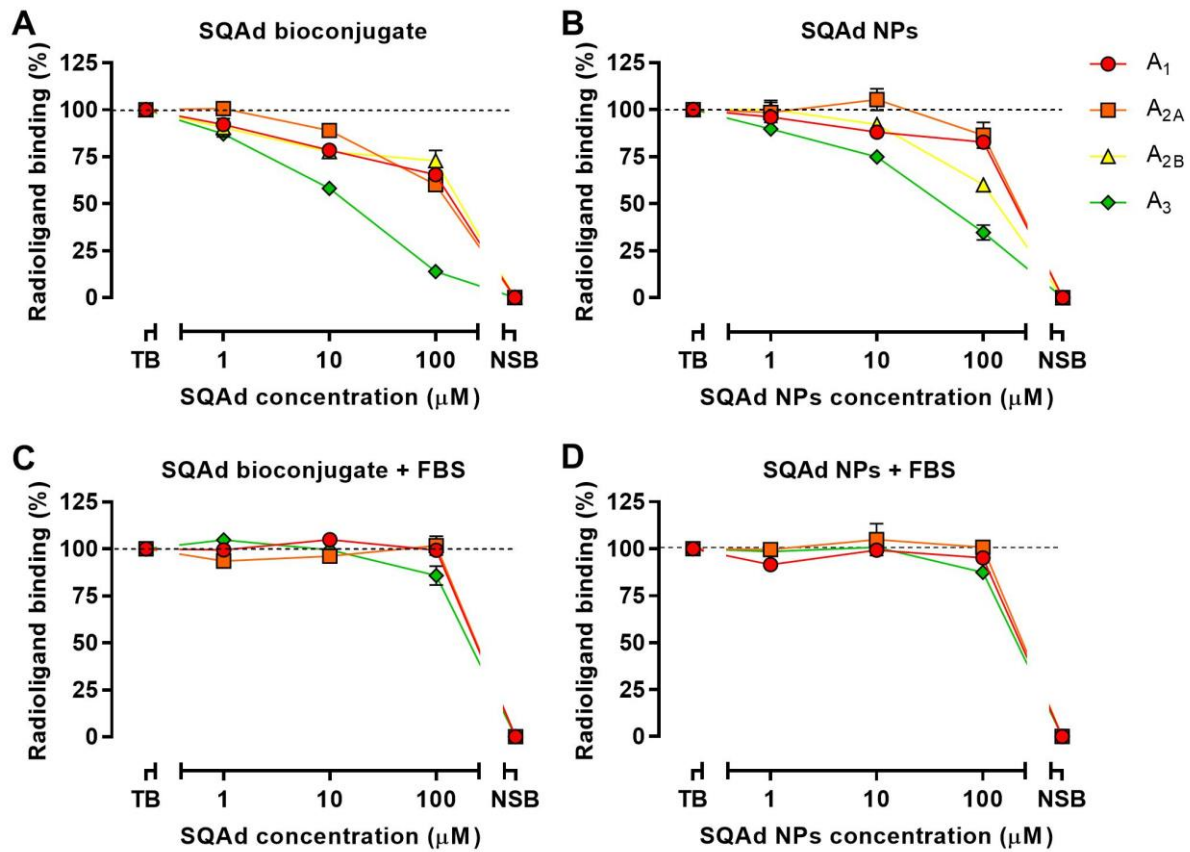 A
SQAd bioconjugate
Radioligand binding (%)
125
100
75
50
25
0
TB
1
10
100
NSB
SQAd concentration (μM)
B
SQAd NPs
Radioligand binding (%)
125
100
75
50
25
0
TB
1
10
100
NSB
SQAd NPs concentration (μM)
A1
A2A
A2B
A3
C
SQAd bioconjugate + FBS
Radioligand binding (%)
125
100
75
50
25
0
TB
1
10
100
NSB
SQAd concentration (μM)
D
SQAd NPs + FBS
Radioligand binding (%)
125
100
75
50
25
0
TB
1
10
100
NSB
SQAd NPs concentration (μM)